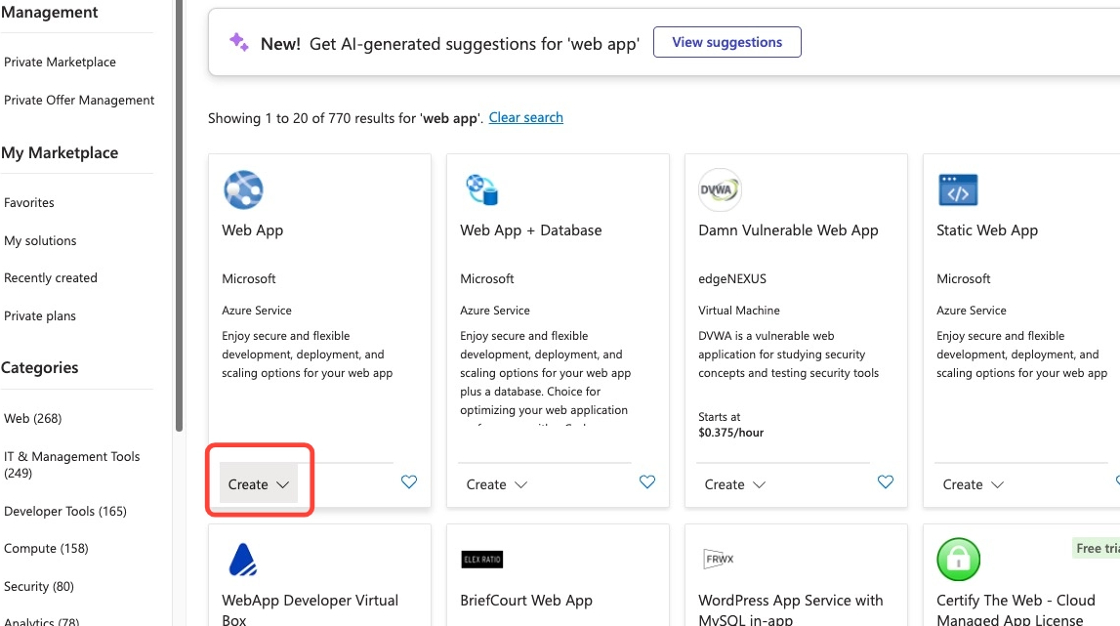 Management
Private Marketplace
Private Offer Management
My Marketplace
Favorites
My solutions
Recently created
Private plans
Categories
Web (268)
IT & Management Tools
(249)
Developer Tools (165)
Compute (158)
Security (80)
Analytics (78)
New! Get AI-generated suggestions for 'web app'
View suggestions
Showing 1 to 20 of 770 results for 'web app'. Clear search
Web App
Microsoft
Azure Service
Enjoy secure and flexible
development, deployment, and
scaling options for your web app
Create
Web App + Database
Microsoft
Azure Service
Enjoy secure and flexible
development, deployment, and
scaling options for your web app
plus a database. Choice for
optimizing your web application
Create
DVWA
Damn Vulnerable Web App
edgeNEXUS
Virtual Machine
DVWA is a vulnerable web
application for studying security
concepts and testing security tools
Starts at
$0.375/hour
Create
Static Web App
Microsoft
Azure Service
Enjoy secure and flexible
development, deployment, and
scaling options for your web app
Create
WebApp Developer Virtual
Box
ELEX RATIO
BriefCourt Web App
FRWX
WordPress App Service with
MySQL in-app
Free tria
Certify The Web - Cloud
Managed App License